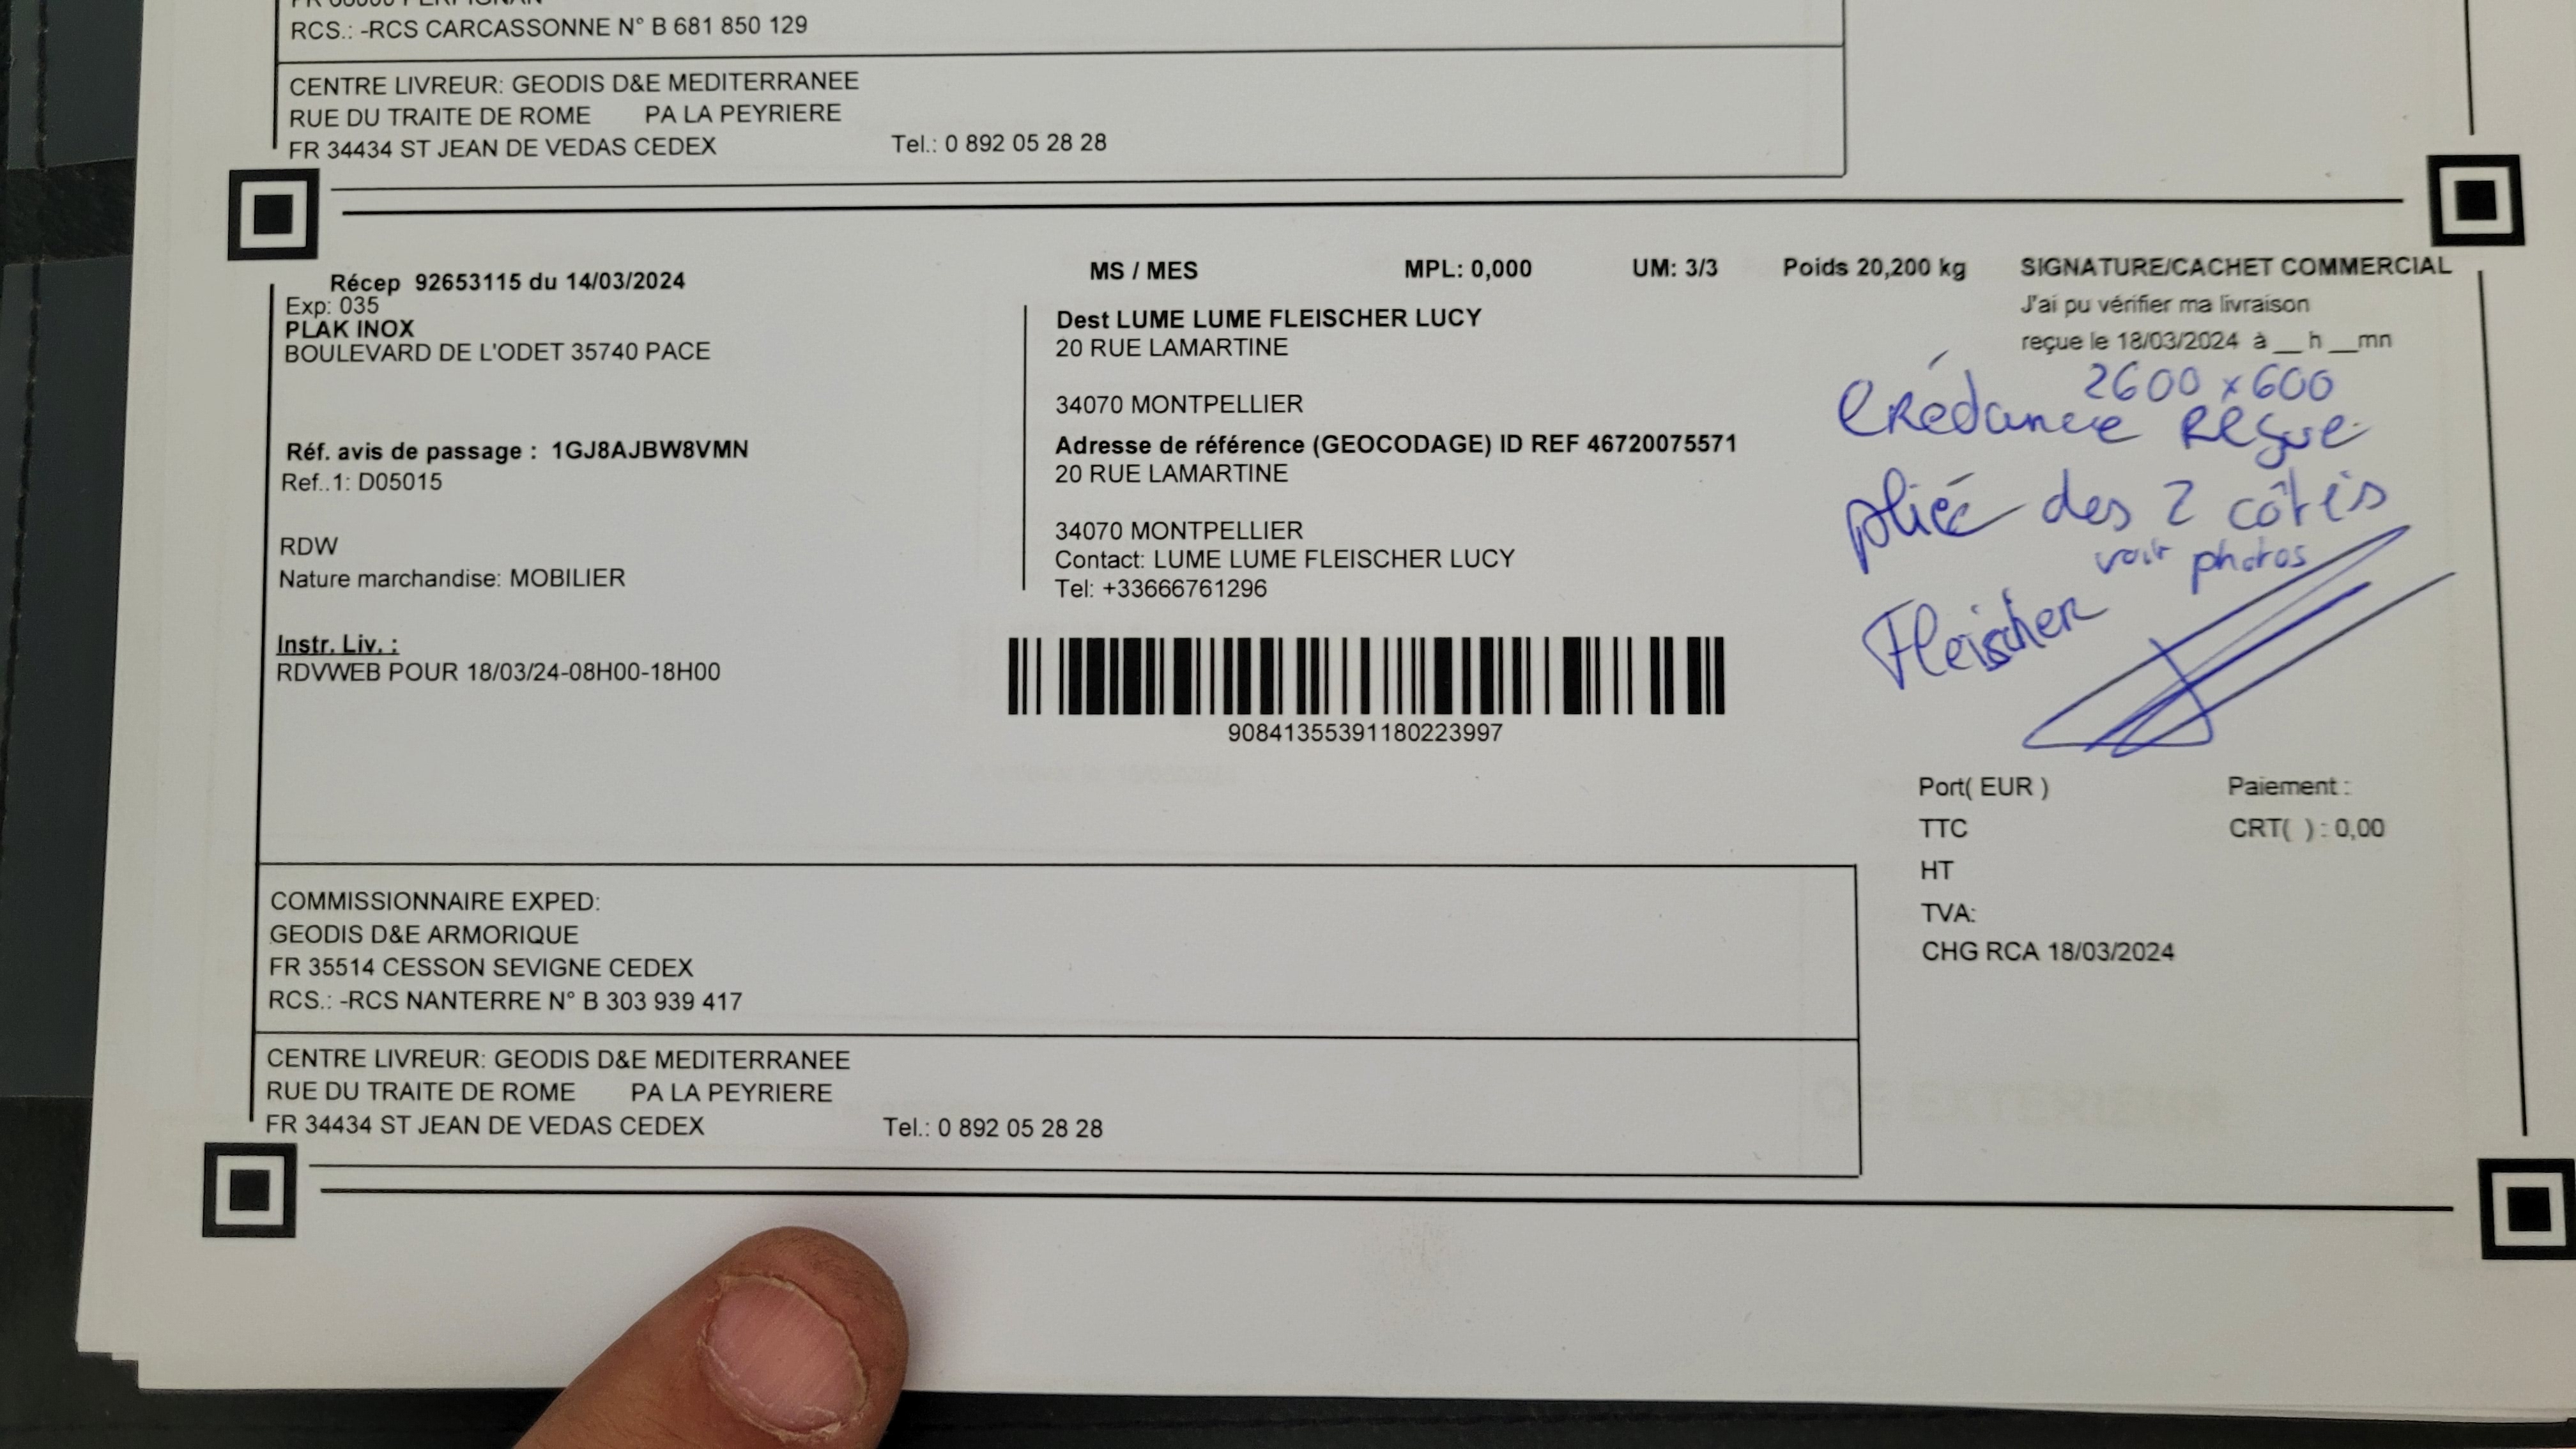 RCS.: -RCS CARCASSONNE N° B 681 850 129
CENTRE LIVREUR: GEODIS D&E MEDITERRANEE
RUE DU TRAITE DE ROME PA LA PEYRIERE
FR 34434 ST JEAN DE VEDAS CEDEX Tel.: 0 892 05 28 28
Récep 92653115 du 14/03/2024
MS / MES MPL: 0,000 UM: 3/3 Poids 20,200 kg
Exp: 035
PLAK INOX
BOULEVARD DE L'ODET 35740 PACE
Réf. avis de passage : 1GJ8AJBW8VMN
Ref..1: D05015
RDW
Nature marchandise: MOBILIER
Instr. Liv. :
RDVWEB POUR 18/03/24-08H00-18H00
Dest LUME LUME FLEISCHER LUCY
20 RUE LAMARTINE
34070 MONTPELLIER
Adresse de référence (GEOCODAGE) ID REF 46720075571
20 RUE LAMARTINE
34070 MONTPELLIER
Contact: LUME LUME FLEISCHER LUCY
Tel: +33666761296
90841355391180223997
SIGNATURE/CACHET COMMERCIAL
J'ai pu vérifier ma livraison
reçue le 18/03/2024 à __ h __mn
2600 x 600
Crédance Reçue
pliée des 2 côtés
voir photos
Fleischer
Port( EUR ) Paiement :
TTC CRT( ) : 0,00
HT
TVA:
CHG RCA 18/03/2024
COMMISSIONNAIRE EXPED:
GEODIS D&E ARMORIQUE
FR 35514 CESSON SEVIGNE CEDEX
RCS.: -RCS NANTERRE N° B 303 939 417
CENTRE LIVREUR: GEODIS D&E MEDITERRANEE
RUE DU TRAITE DE ROME PA LA PEYRIERE
FR 34434 ST JEAN DE VEDAS CEDEX Tel.: 0 892 05 28 28